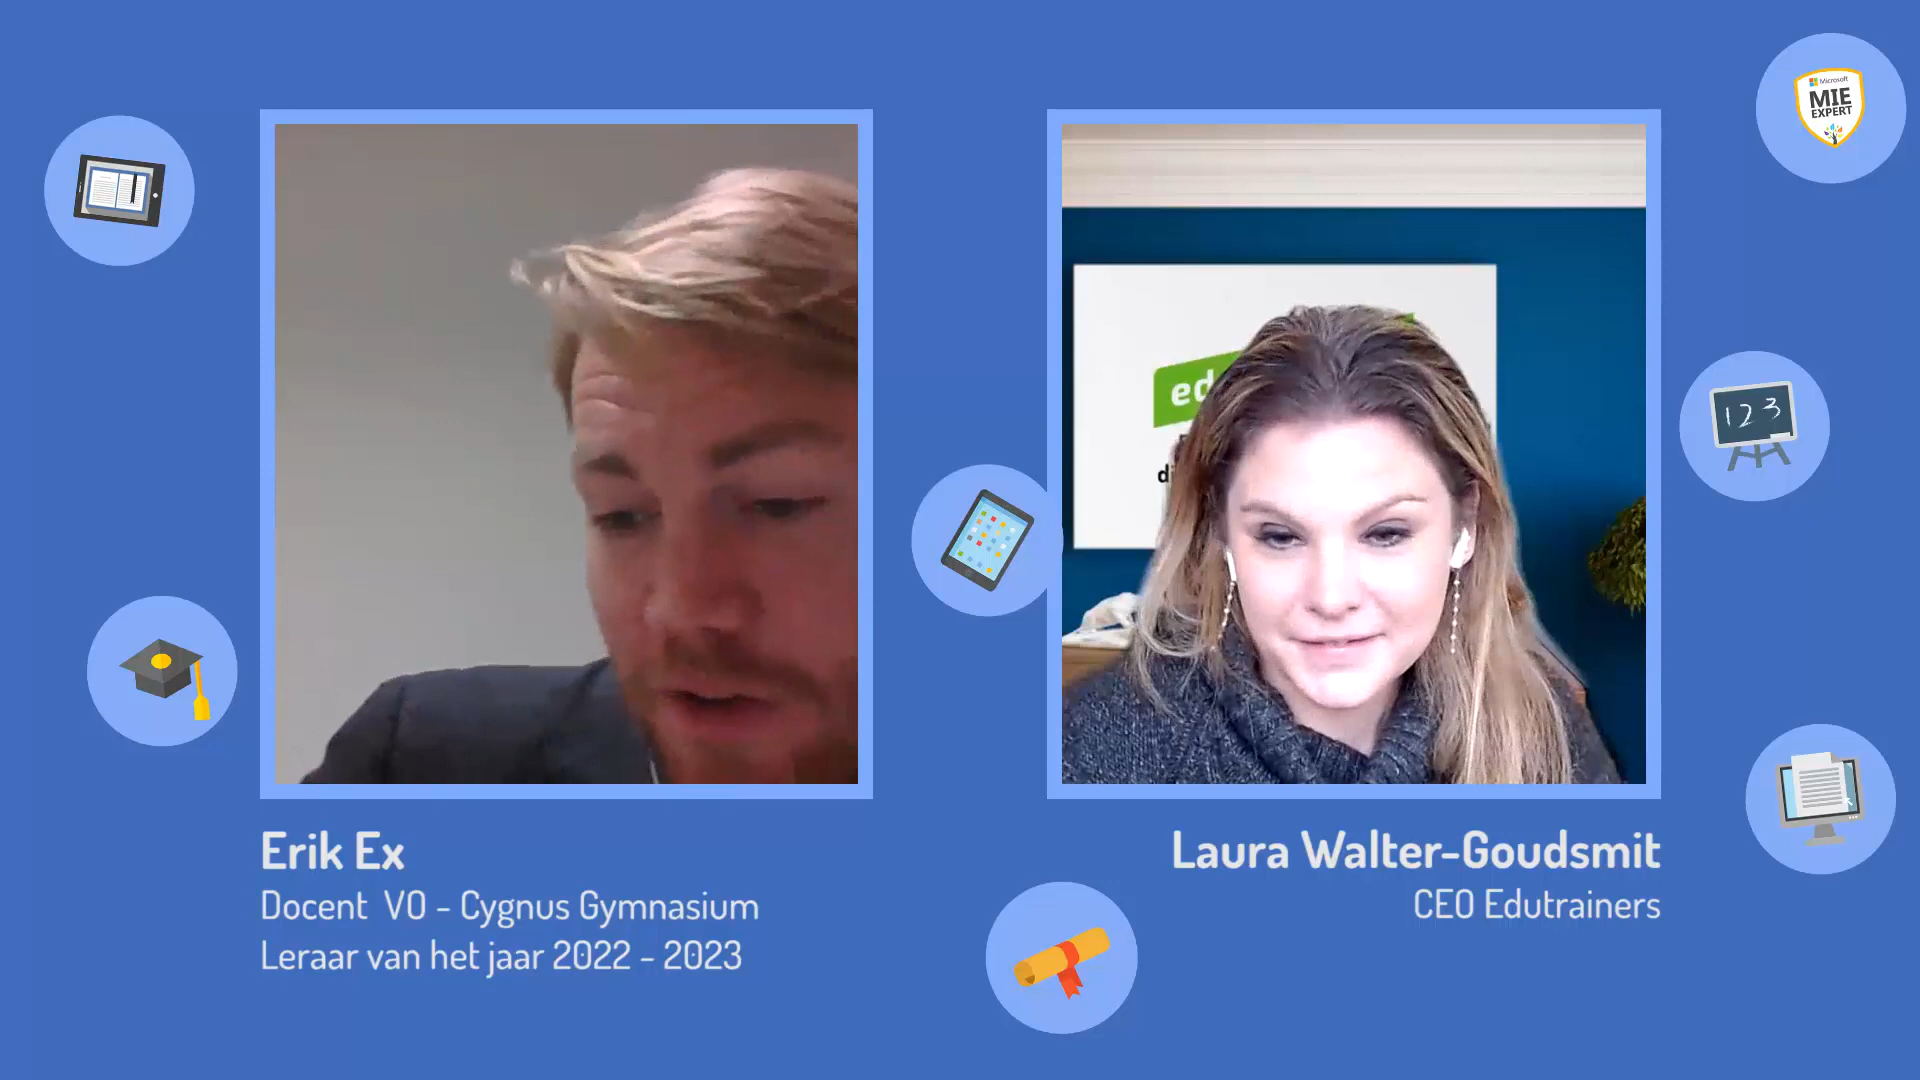 Microsoft
MIE
EXPERT
123
Erik Ex
Docent VO - Cygnus Gymnasium
Leraar van het jaar 2022 - 2023
Laura Walter-Goudsmit
CEO Edutrainers